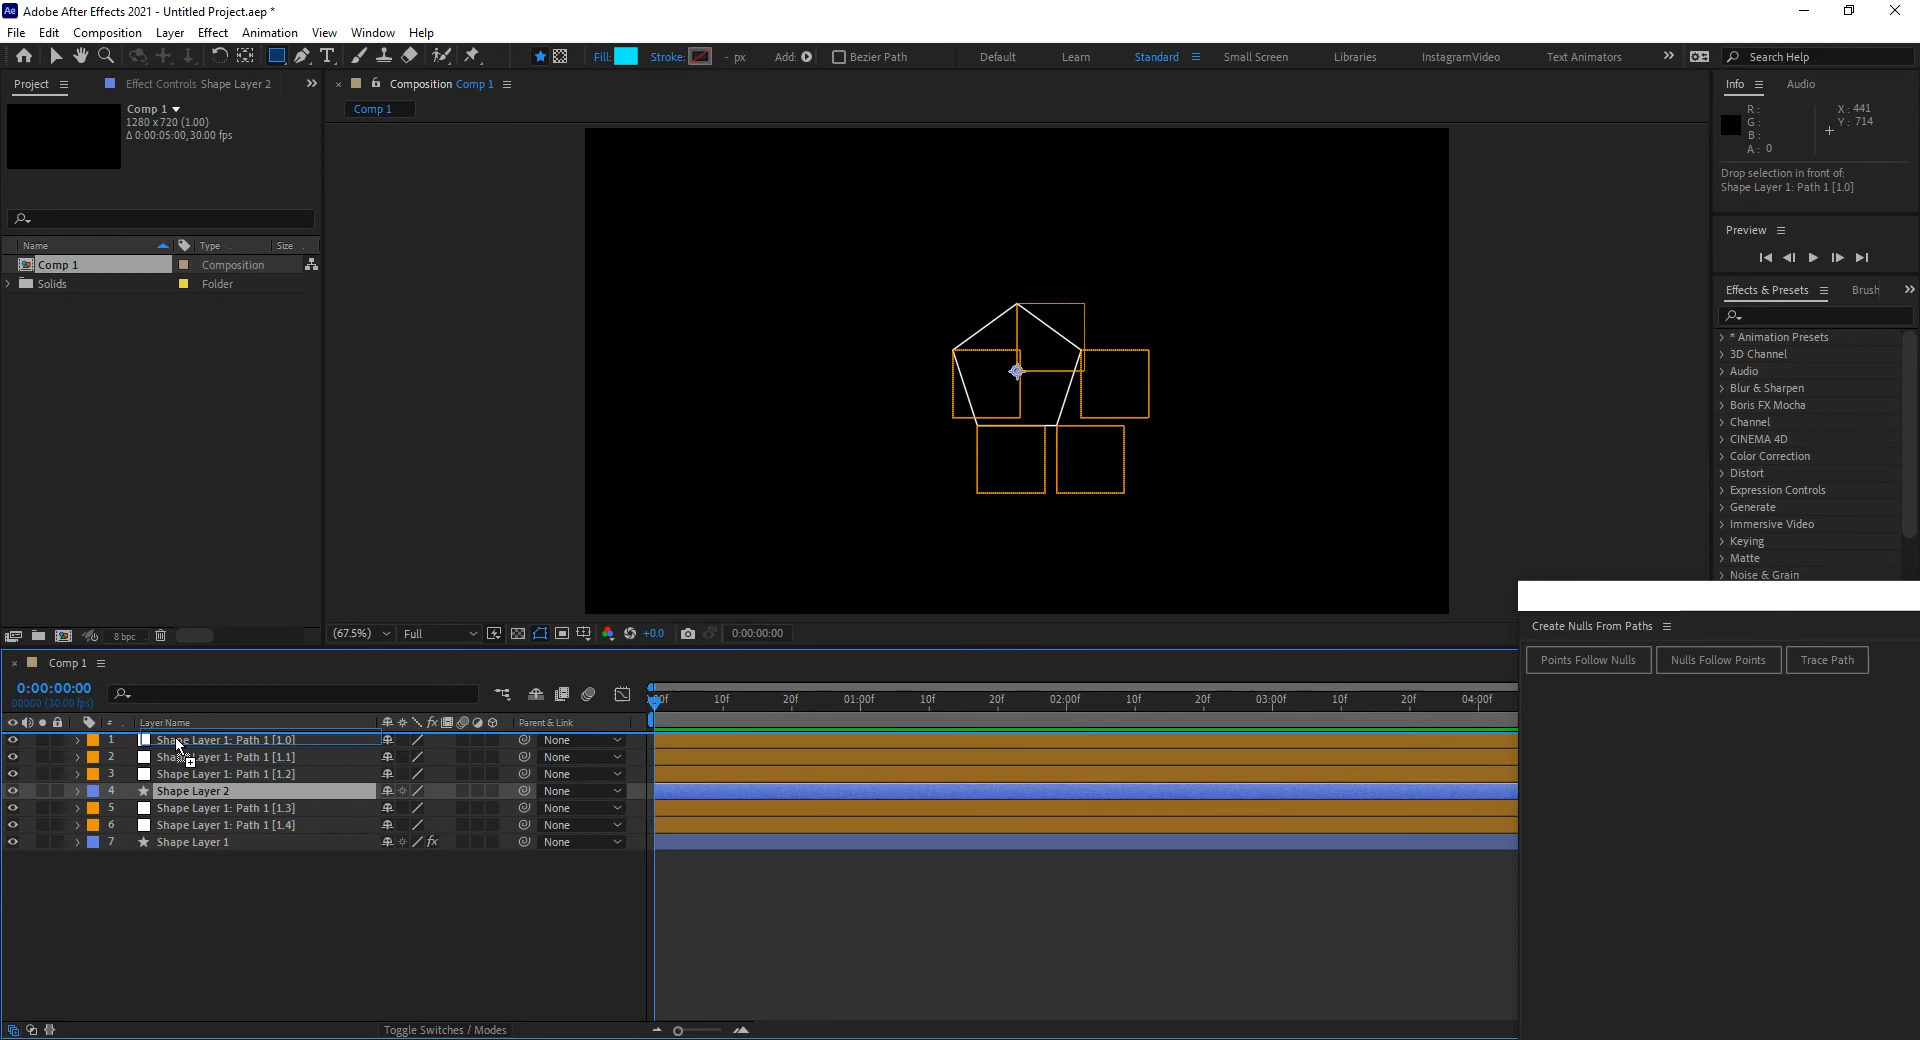 Adobe After Effects 2021 - Untitled Project.aep *
File Edit Composition Layer Effect Animation View Window Help
Fill: Stroke: - px Add: Bezier Path Default Learn Standard Small Screen Libraries InstagramVideo Text Animators Search Help
Project Effect Controls Shape Layer 2
Comp 1
1280 x 720 (1.00)
Δ 0:00:05:00, 30.00 fps
Name Type Size
Comp 1 Composition
Solids Folder
8 bpc
Composition Comp 1
Comp 1
(67.5%) Full +0.0 0:00:00:00
Info Audio
R: X: 441
G: Y: 714
B:
A: 0
Drop selection in front of:
Shape Layer 1: Path 1 [1.0]
Preview
Effects & Presets Brush
* Animation Presets
3D Channel
Audio
Blur & Sharpen
Boris FX Mocha
Channel
CINEMA 4D
Color Correction
Distort
Expression Controls
Generate
Immersive Video
Keying
Matte
Noise & Grain
Create Nulls From Paths
Points Follow Nulls Nulls Follow Points Trace Path
Comp 1
0:00:00:00
00000 (30.00 fps)
10f 20f 01:00f 10f 20f 02:00f 10f 20f 03:00f 10f 20f 04:00f
# Layer Name fx Parent & Link
1 Shape Layer 1: Path 1 [1.0] None
2 Shape Layer 1: Path 1 [1.1] None
3 Shape Layer 1: Path 1 [1.2] None
4 Shape Layer 2 None
5 Shape Layer 1: Path 1 [1.3] None
6 Shape Layer 1: Path 1 [1.4] None
7 Shape Layer 1 fx None
Toggle Switches / Modes